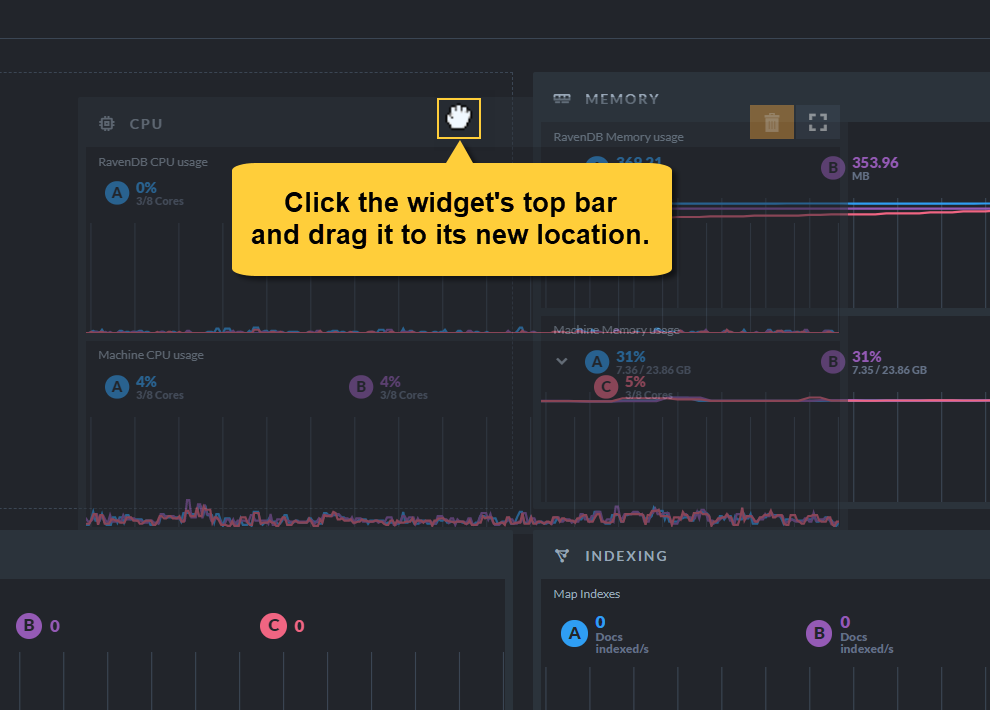 CPU
MEMORY
RavenDB CPU usage
A 0%
3/8 Cores
Click the widget's top bar
and drag it to its new location.
RavenDB Memory usage
369.21
B 353.96
MB
Machine CPU usage
A 4%
3/8 Cores
B 4%
3/8 Cores
Machine Memory usage
A 31%
7.36 / 23.86 GB
B 31%
7.35 / 23.86 GB
C 5%
3/8 Cores
B 0
C 0
INDEXING
Map Indexes
A 0
Docs
indexed/s
B 0
Docs
indexed/s